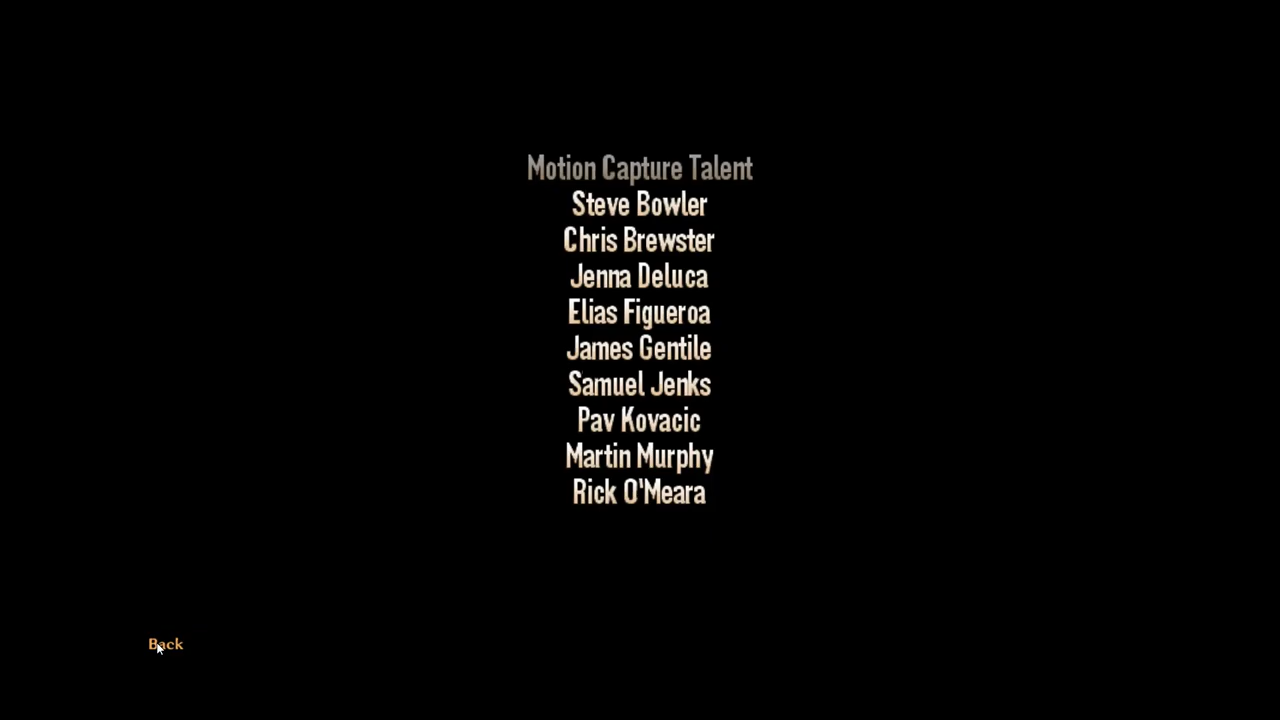 Motion Capture Talent
Steve Bowler
Chris Brewster
Jenna Deluca
Elias Figueroa
James Gentile
Samuel Jenks
Pav Kovacic
Martin Murphy
Rick O'Meara
Back